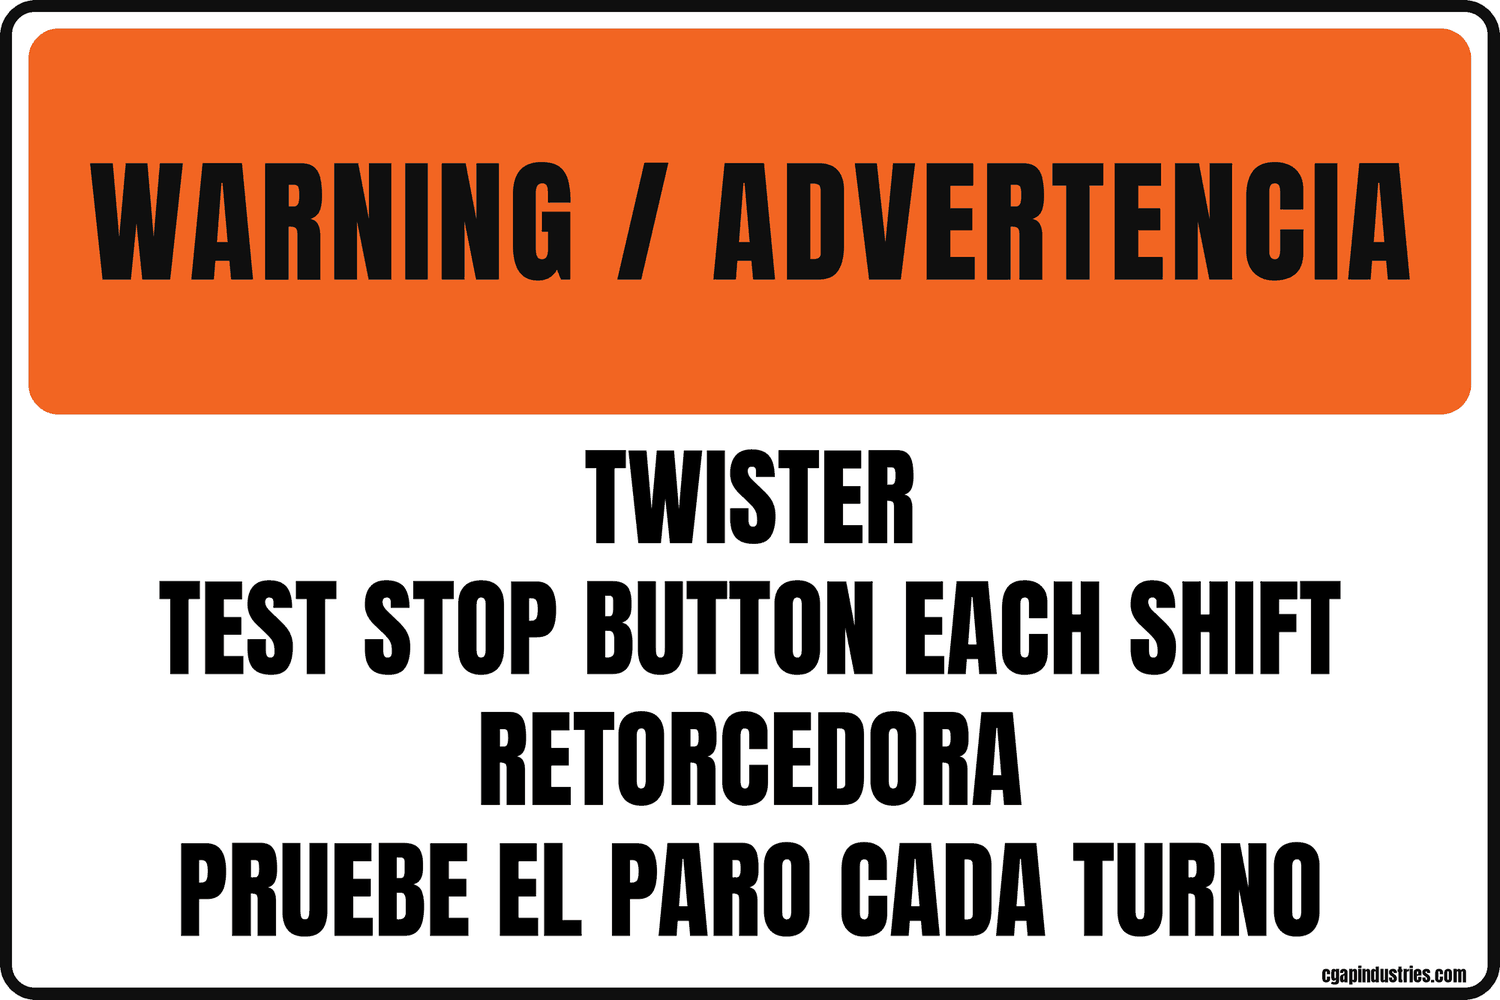 WARNING / ADVERTENCIA
TWISTER
TEST STOP BUTTON EACH SHIFT
RETORCEDORA
PRUEBE EL PARO CADA TURNO
cgapindustries.com